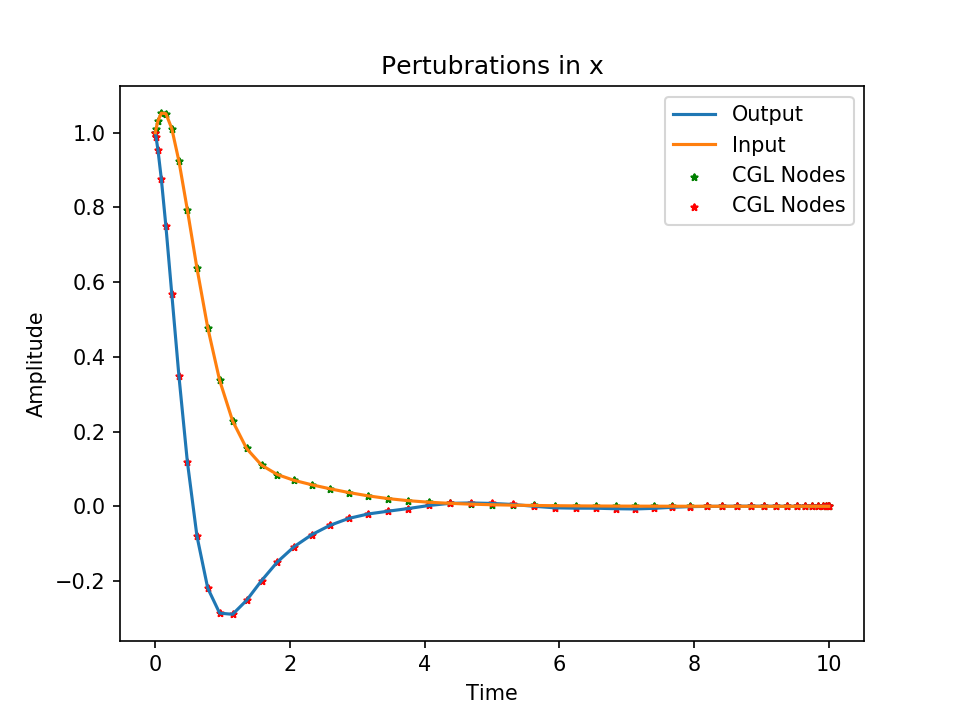 Pertubrations in x
Output
Input
CGL Nodes
CGL Nodes
1.0
0.8
0.6
0.4
0.2
0.0
−0.2
Amplitude
0 2 4 6 8 10
Time